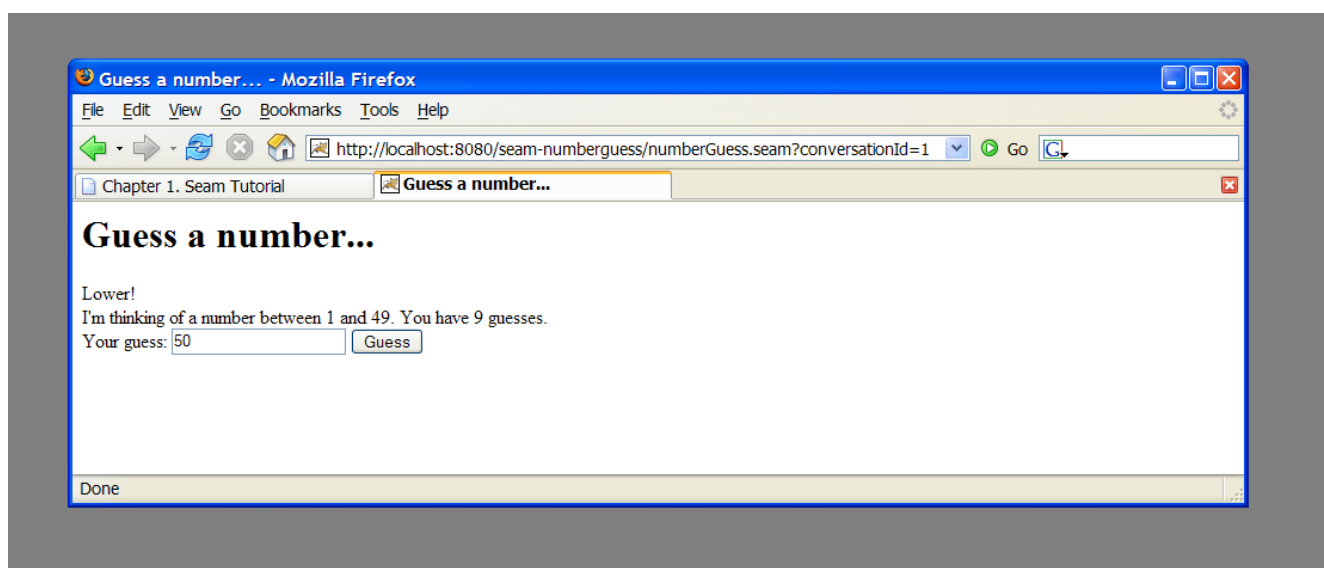 Guess a number... - Mozilla Firefox
File Edit View Go Bookmarks Tools Help
http://localhost:8080/seam-numberguess/numberGuess.seam?conversationId=1 Go G
Chapter 1. Seam Tutorial Guess a number...
Guess a number...
Lower!
I'm thinking of a number between 1 and 49. You have 9 guesses.
Your guess: 50 Guess
Done